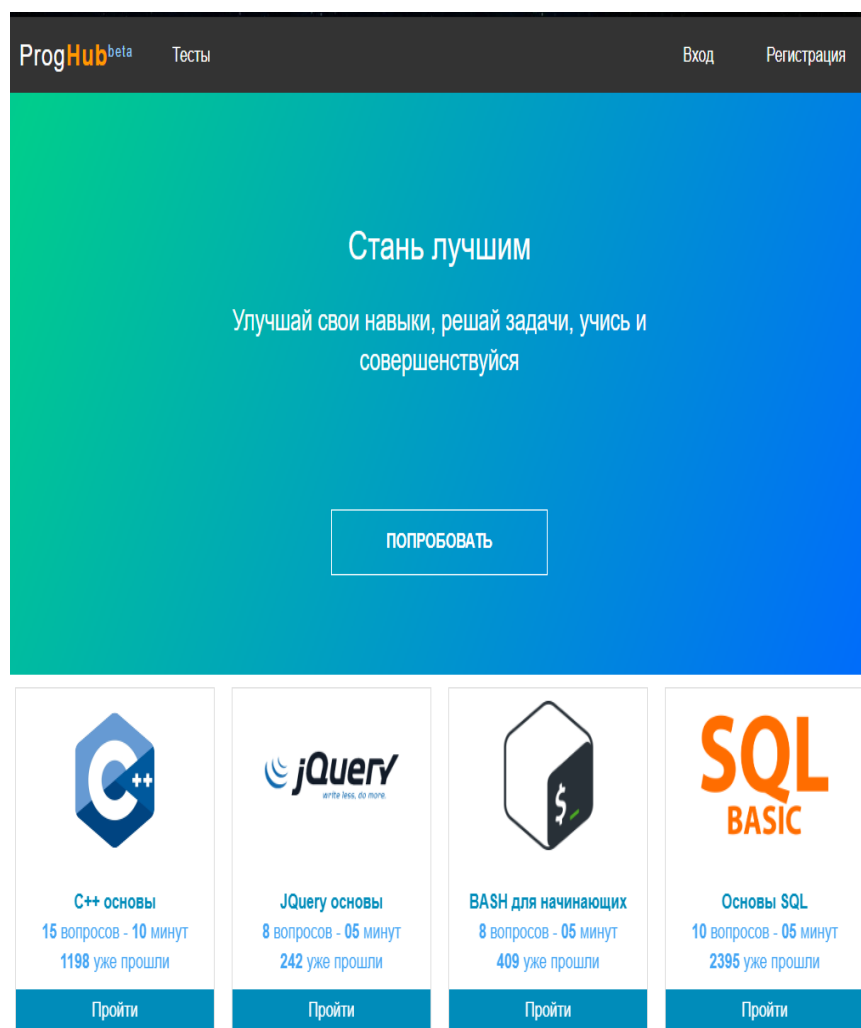 ProgHubbeta Тесты Вход Регистрация
Стань лучшим
Улучшай свои навыки, решай задачи, учись и
совершенствуйся
ПОПРОБОВАТЬ
C++
jQuery
write less, do more.
$_
SQL
BASIC
C++ основы
15 вопросов - 10 минут
1198 уже прошли
Пройти
JQuery основы
8 вопросов - 05 минут
242 уже прошли
Пройти
BASH для начинающих
8 вопросов - 05 минут
409 уже прошли
Пройти
Основы SQL
10 вопросов - 05 минут
2395 уже прошли
Пройти